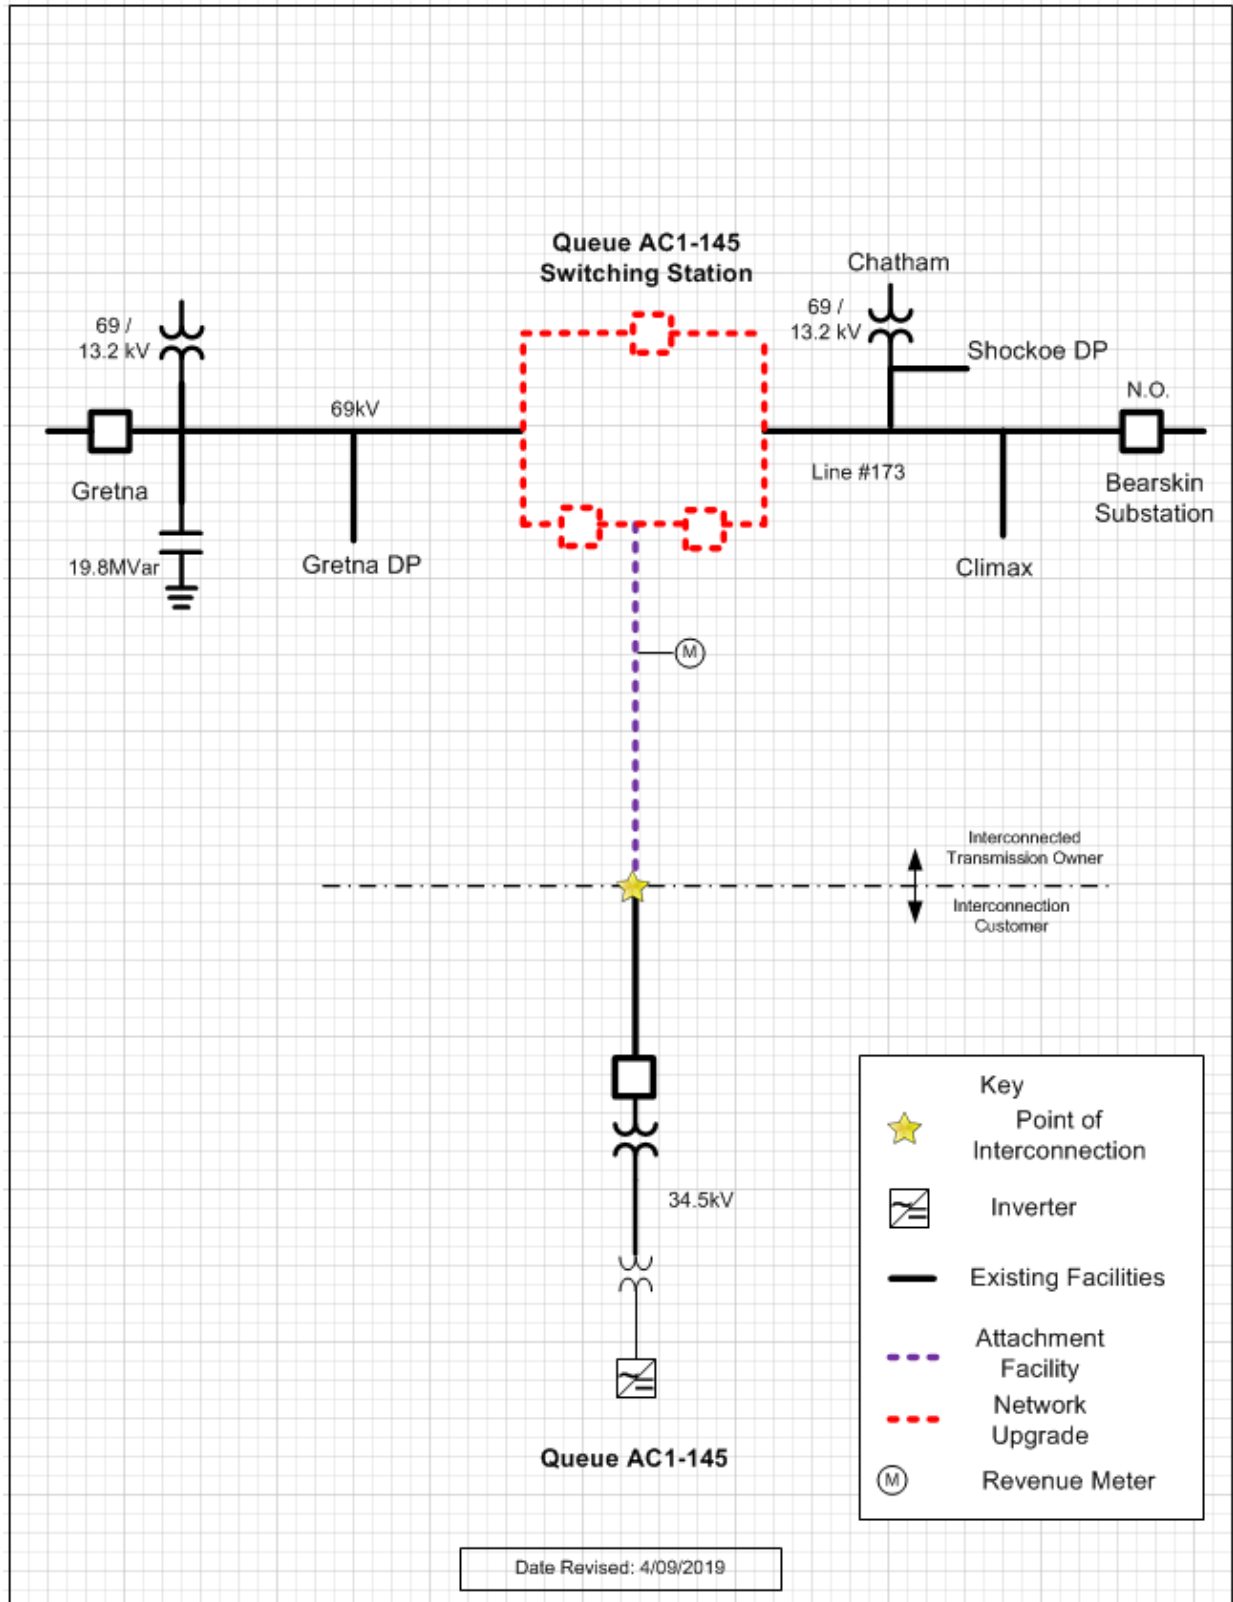 Queue AC1-145
Switching Station
Chatham
69 /
13.2 kV
69 /
13.2 kV
Shockoe DP
N.O.
69kV
Line #173
Gretna
Bearskin
Substation
19.8MVar
Gretna DP
Climax
M
Interconnected
Transmission Owner
Interconnection
Customer
34.5kV
Queue AC1-145
Key
Point of
Interconnection
Inverter
Existing Facilities
Attachment
Facility
Network
Upgrade
M
Revenue Meter
Date Revised: 4/09/2019